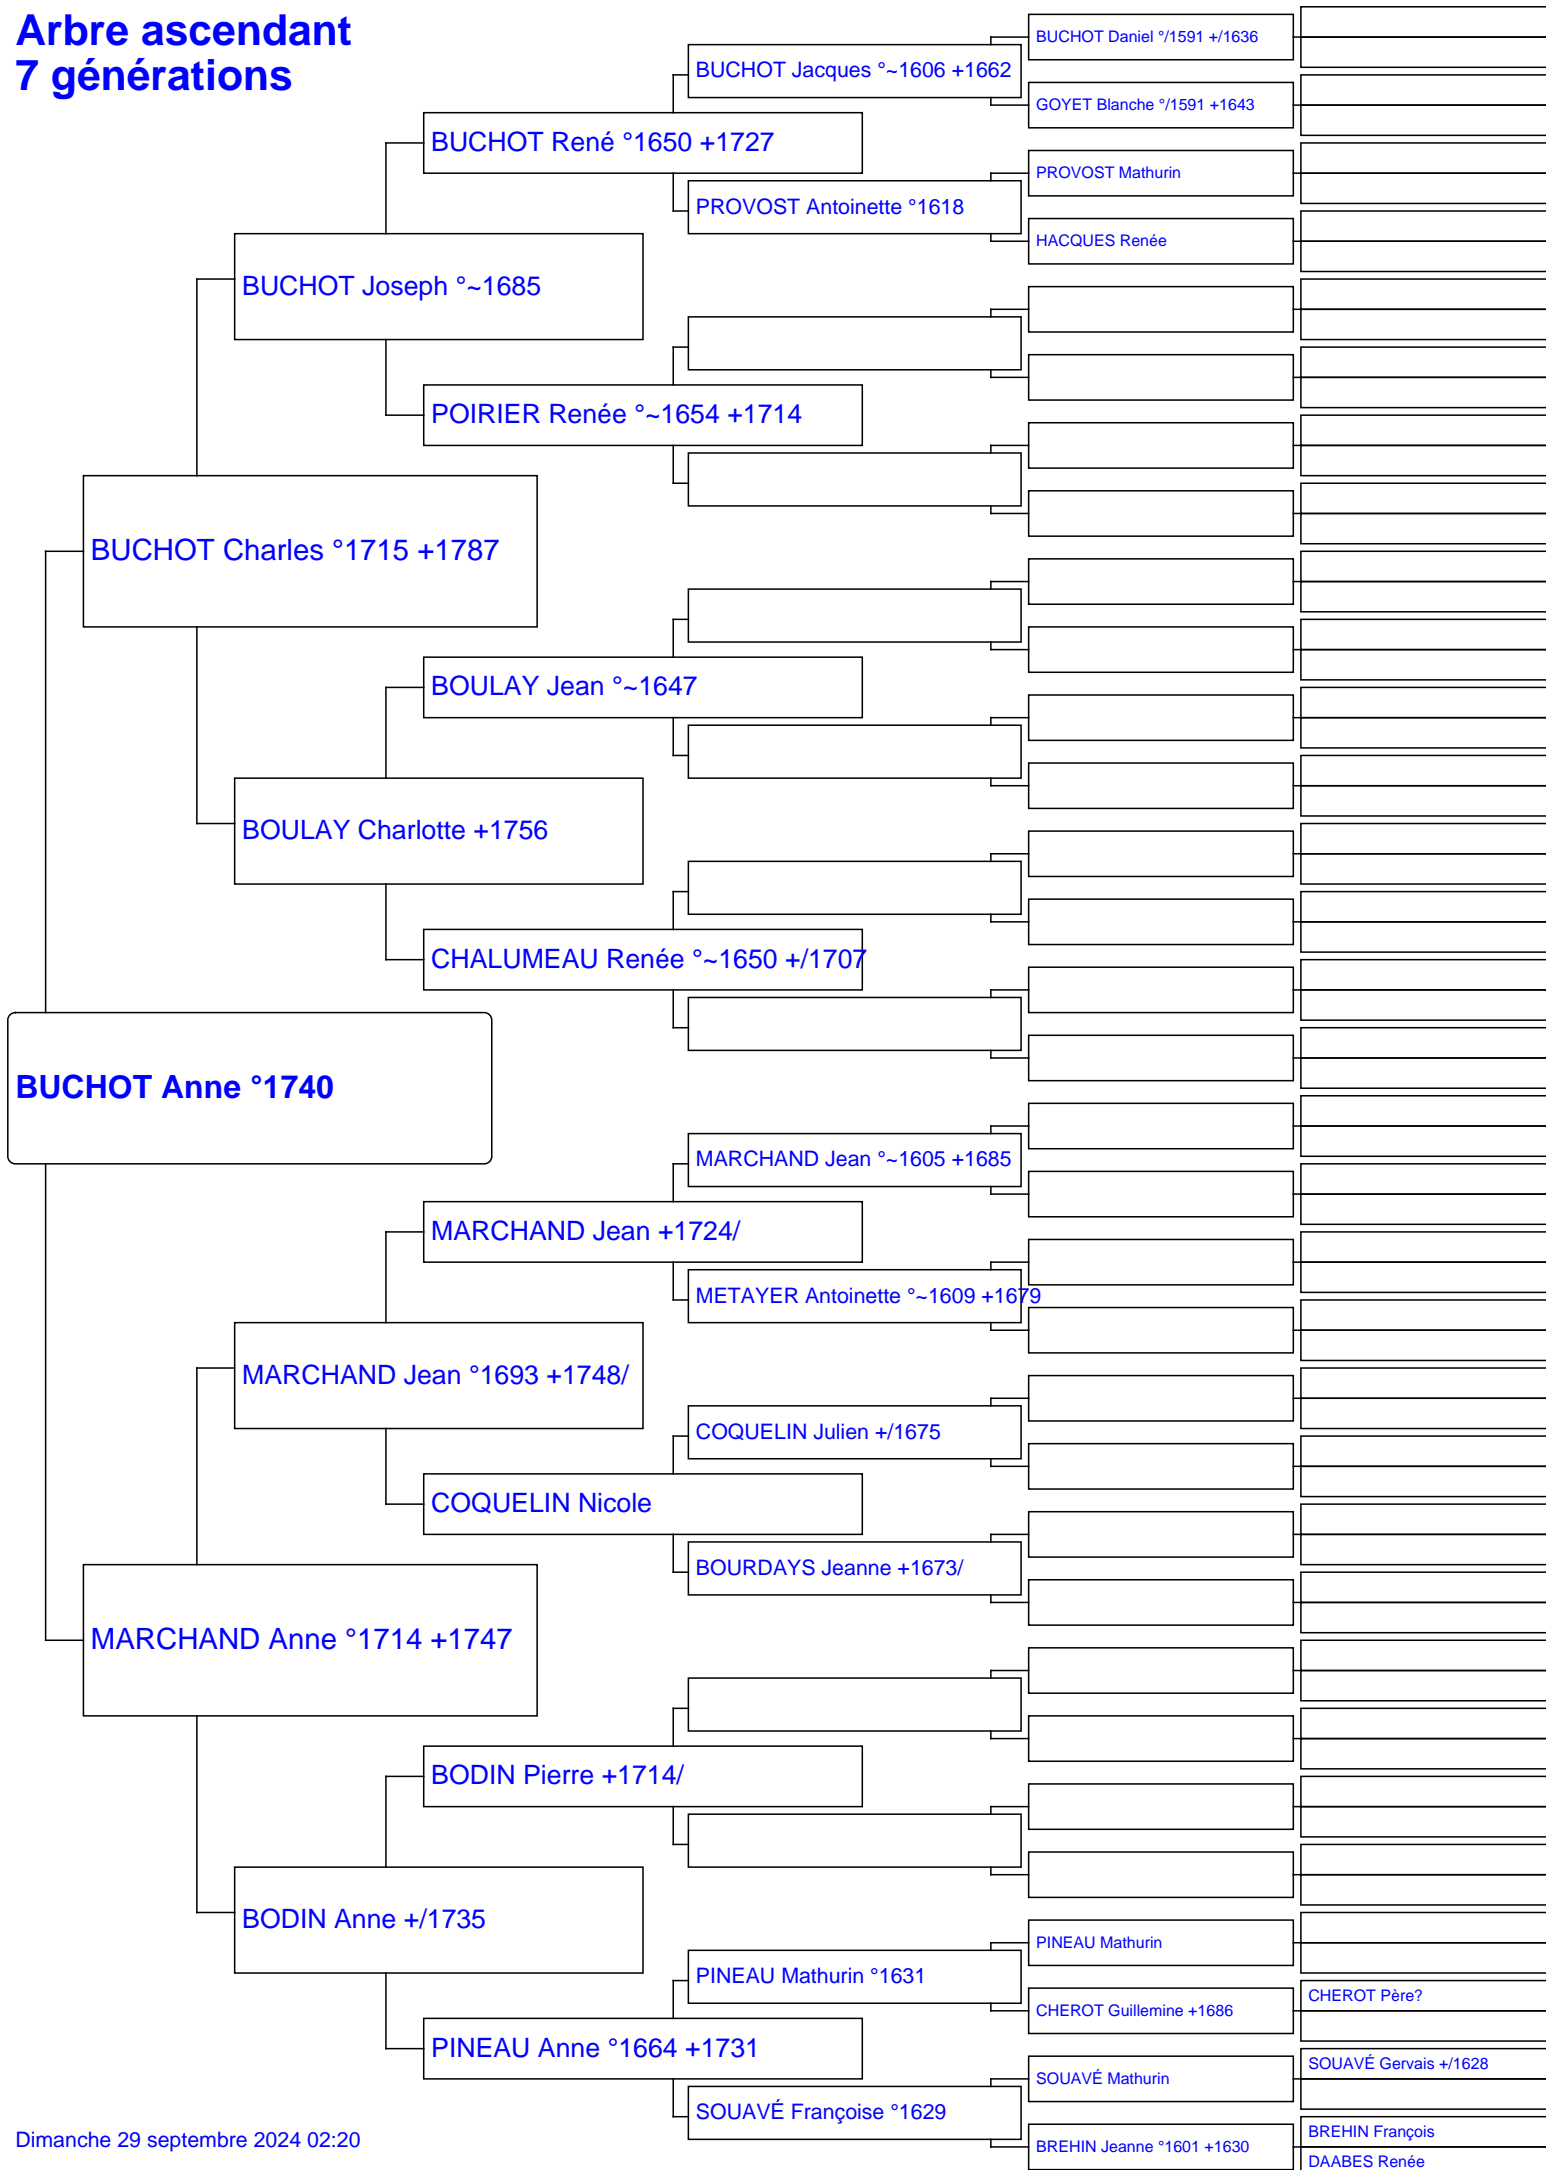 Arbre ascendant
7 générations
BUCHOT Daniel °/1591 +/1636
BUCHOT Jacques °~1606 +1662
GOYET Blanche °/1591 +1643
BUCHOT René °1650 +1727
PROVOST Mathurin
PROVOST Antoinette °1618
HACQUES Renée
BUCHOT Joseph °~1685
POIRIER Renée °~1654 +1714
BUCHOT Charles °1715 +1787
BOULAY Jean °~1647
BOULAY Charlotte +1756
CHALUMEAU Renée °~1650 +/1707
BUCHOT Anne °1740
MARCHAND Jean °~1605 +1685
MARCHAND Jean +1724/
METAYER Antoinette °~1609 +1679
MARCHAND Jean °1693 +1748/
COQUELIN Julien +/1675
COQUELIN Nicole
BOURDAYS Jeanne +1673/
MARCHAND Anne °1714 +1747
BODIN Pierre +1714/
BODIN Anne +/1735
PINEAU Mathurin
PINEAU Mathurin °1631
CHEROT Père?
CHEROT Guillemine +1686
PINEAU Anne °1664 +1731
SOUAVÉ Gervais +/1628
SOUAVÉ Mathurin
SOUAVÉ Françoise °1629
BREHIN François
BREHIN Jeanne °1601 +1630
DAABES Renée
Dimanche 29 septembre 2024 02:20